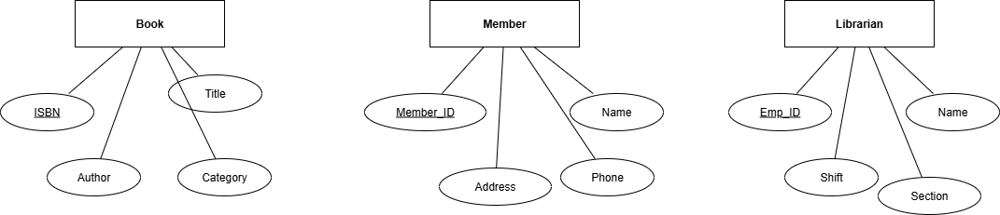 Book
Member
Librarian
Title
ISBN
Member_ID
Name
Emp_ID
Name
Author
Category
Address
Phone
Shift
Section